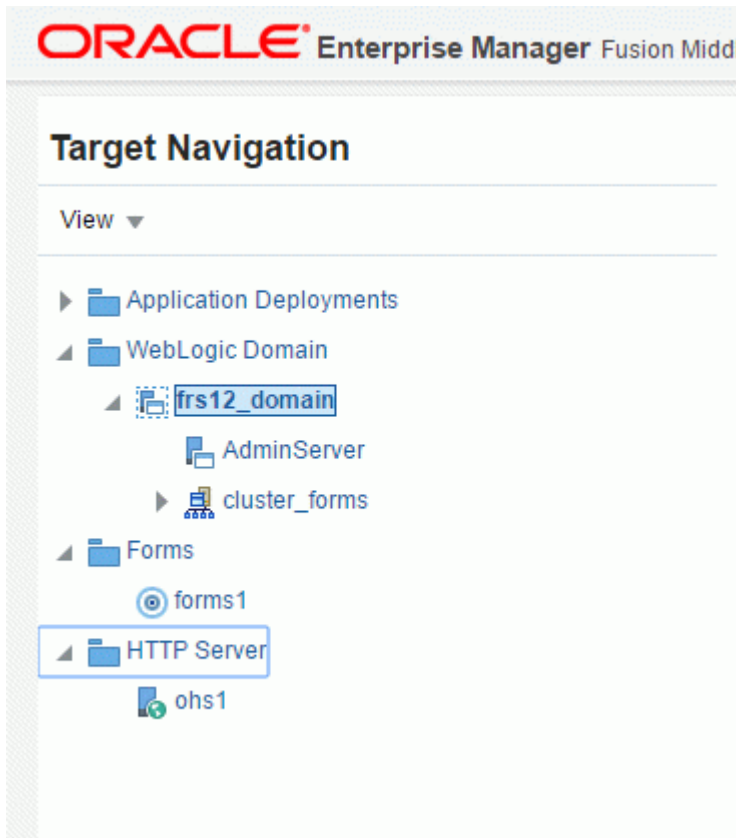 ORACLE Enterprise Manager Fusion Midd
Target Navigation
View
Application Deployments
WebLogic Domain
frs12_domain
AdminServer
cluster_forms
Forms
forms1
HTTP Server
ohs1